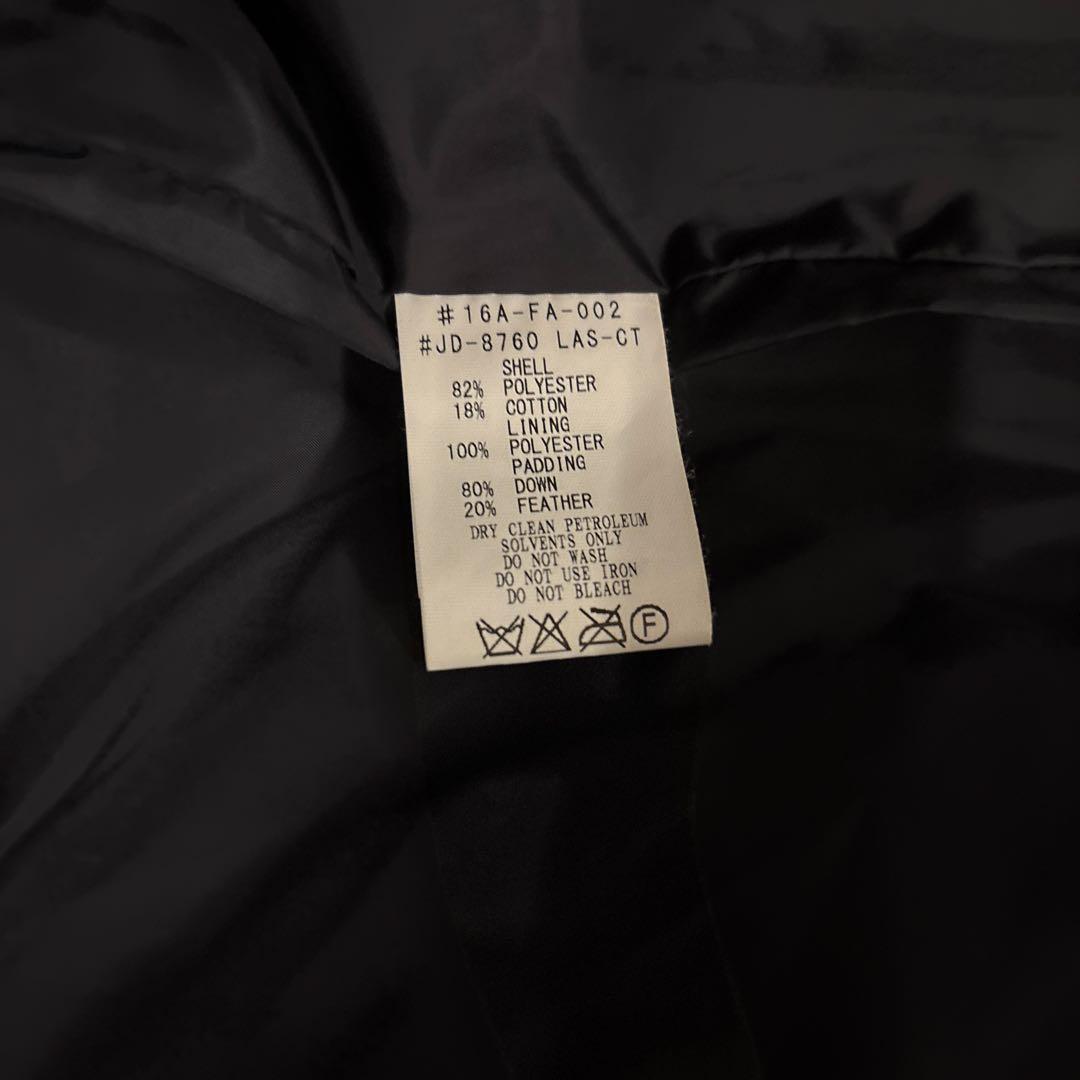 #16A-FA-002
#JD-8760 LAS-CT
SHELL
82% POLYESTER
18% COTTON
LINING
100% POLYESTER
PADDING
80% DOWN
20% FEATHER
DRY CLEAN PETROLEUM
SOLVENTS ONLY
DO NOT WASH
DO NOT USE IRON
DO NOT BLEACH
F